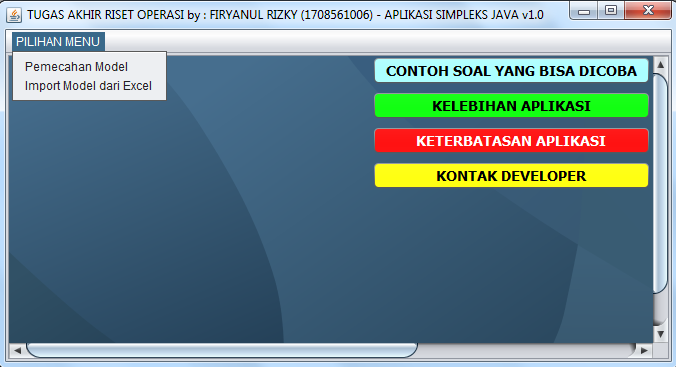 TUGAS AKHIR RISET OPERASI by : FIRYANUL RIZKY (1708561006) - APLIKASI SIMPLEKS JAVA v1.0
PILIHAN MENU
Pemecahan Model
Import Model dari Excel
CONTOH SOAL YANG BISA DICOBA
KELEBIHAN APLIKASI
KETERBATASAN APLIKASI
KONTAK DEVELOPER